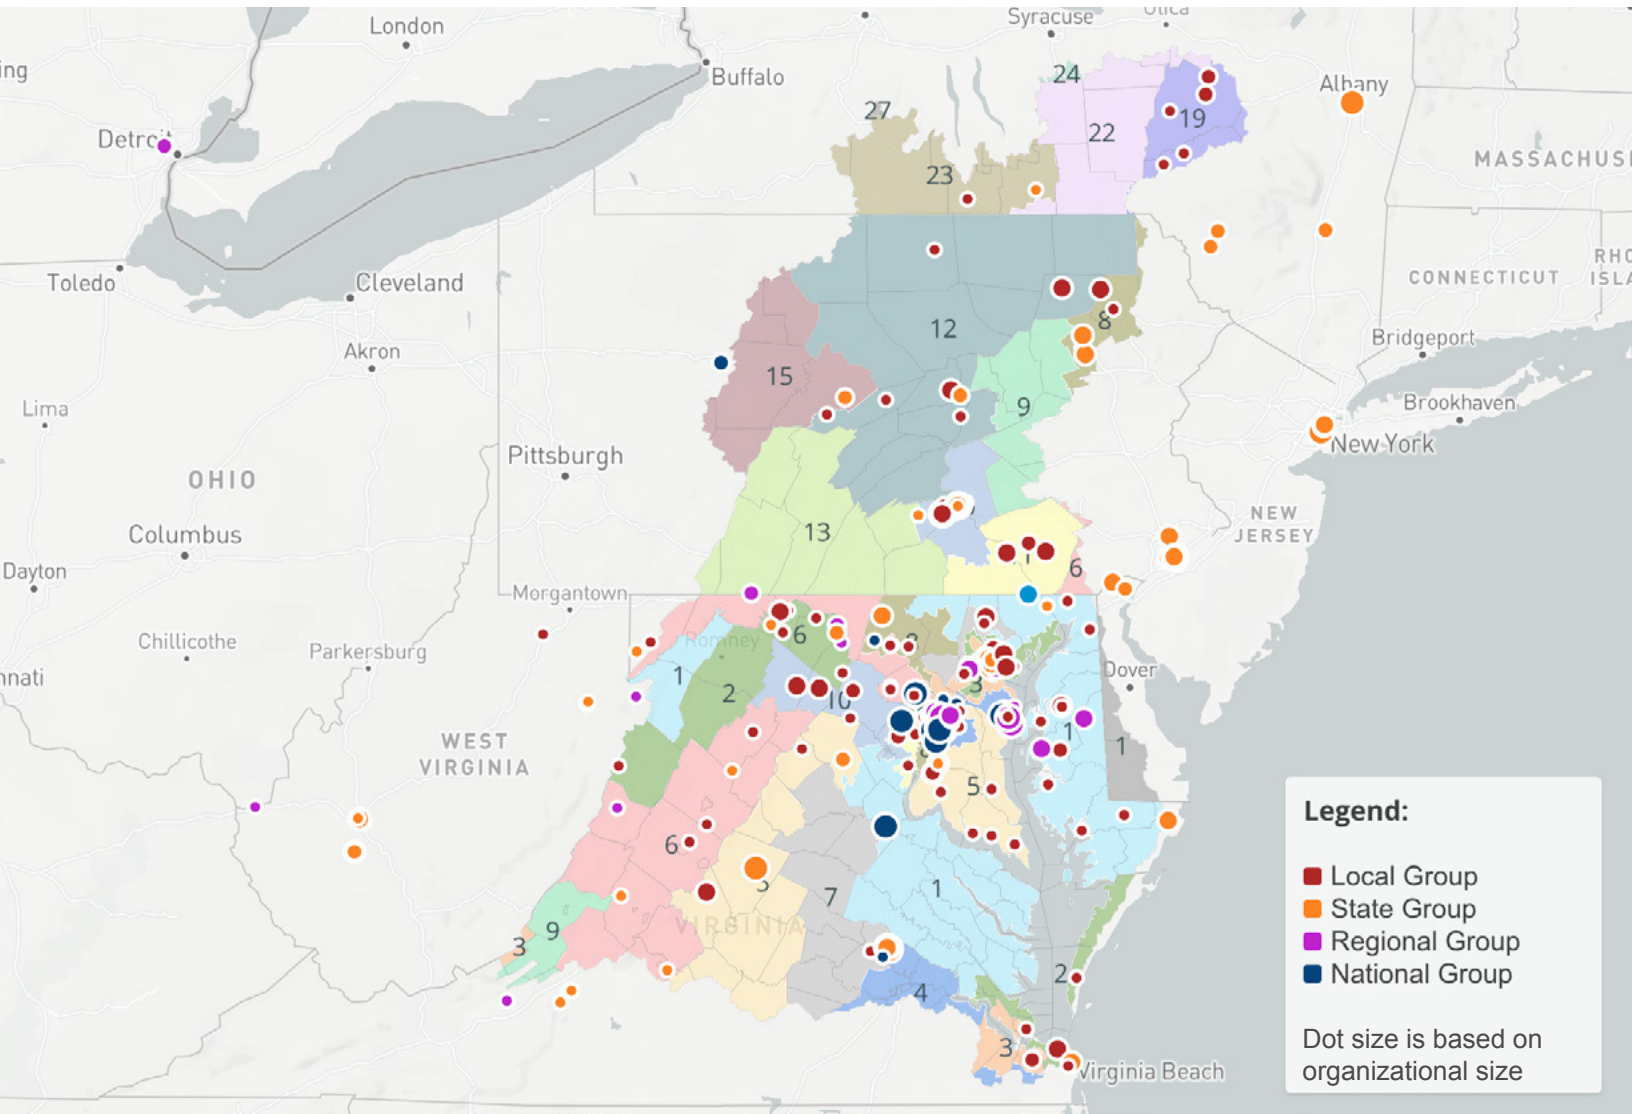 London
Syracuse
Utica
ing
Buffalo
24
Albany
27
Detroit
22
19
MASSACHUS
23
Toledo
Cleveland
CONNECTICUT
RHO
ISLA
12
8
Bridgeport
Akron
15
Lima
9
Brookhaven
New York
Pittsburgh
OHIO
NEW
JERSEY
Columbus
13
Dayton
6
Morgantown
Chillicothe
Parkersburg
Romney
6
3
Dover
nnati
1
2
10
1
1
WEST
VIRGINIA
5
6
7
1
VIRGINIA
9
3
2
4
3
Virginia Beach
Legend:
Local Group
State Group
Regional Group
National Group
Dot size is based on
organizational size